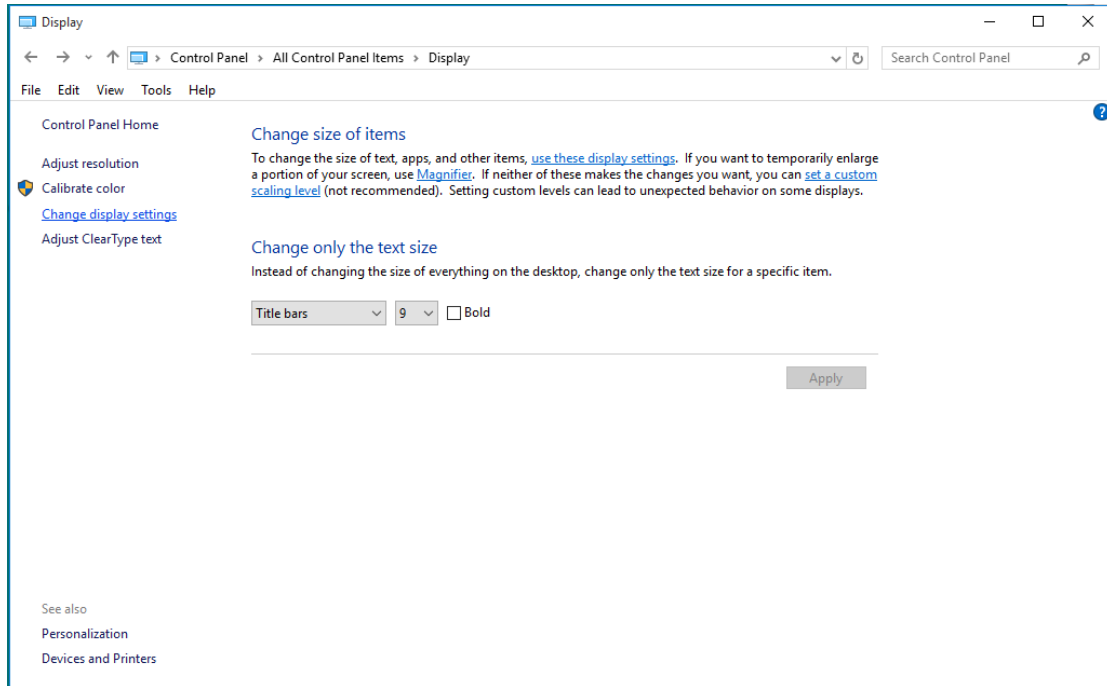 Display
Control Panel > All Control Panel Items > Display
Search Control Panel
File Edit View Tools Help
Control Panel Home
Adjust resolution
Calibrate color
Change display settings
Adjust ClearType text
Change size of items
To change the size of text, apps, and other items, use these display settings. If you want to temporarily enlarge
a portion of your screen, use Magnifier. If neither of these makes the changes you want, you can set a custom
scaling level (not recommended). Setting custom levels can lead to unexpected behavior on some displays.
Change only the text size
Instead of changing the size of everything on the desktop, change only the text size for a specific item.
Title bars 9 Bold
Apply
See also
Personalization
Devices and Printers